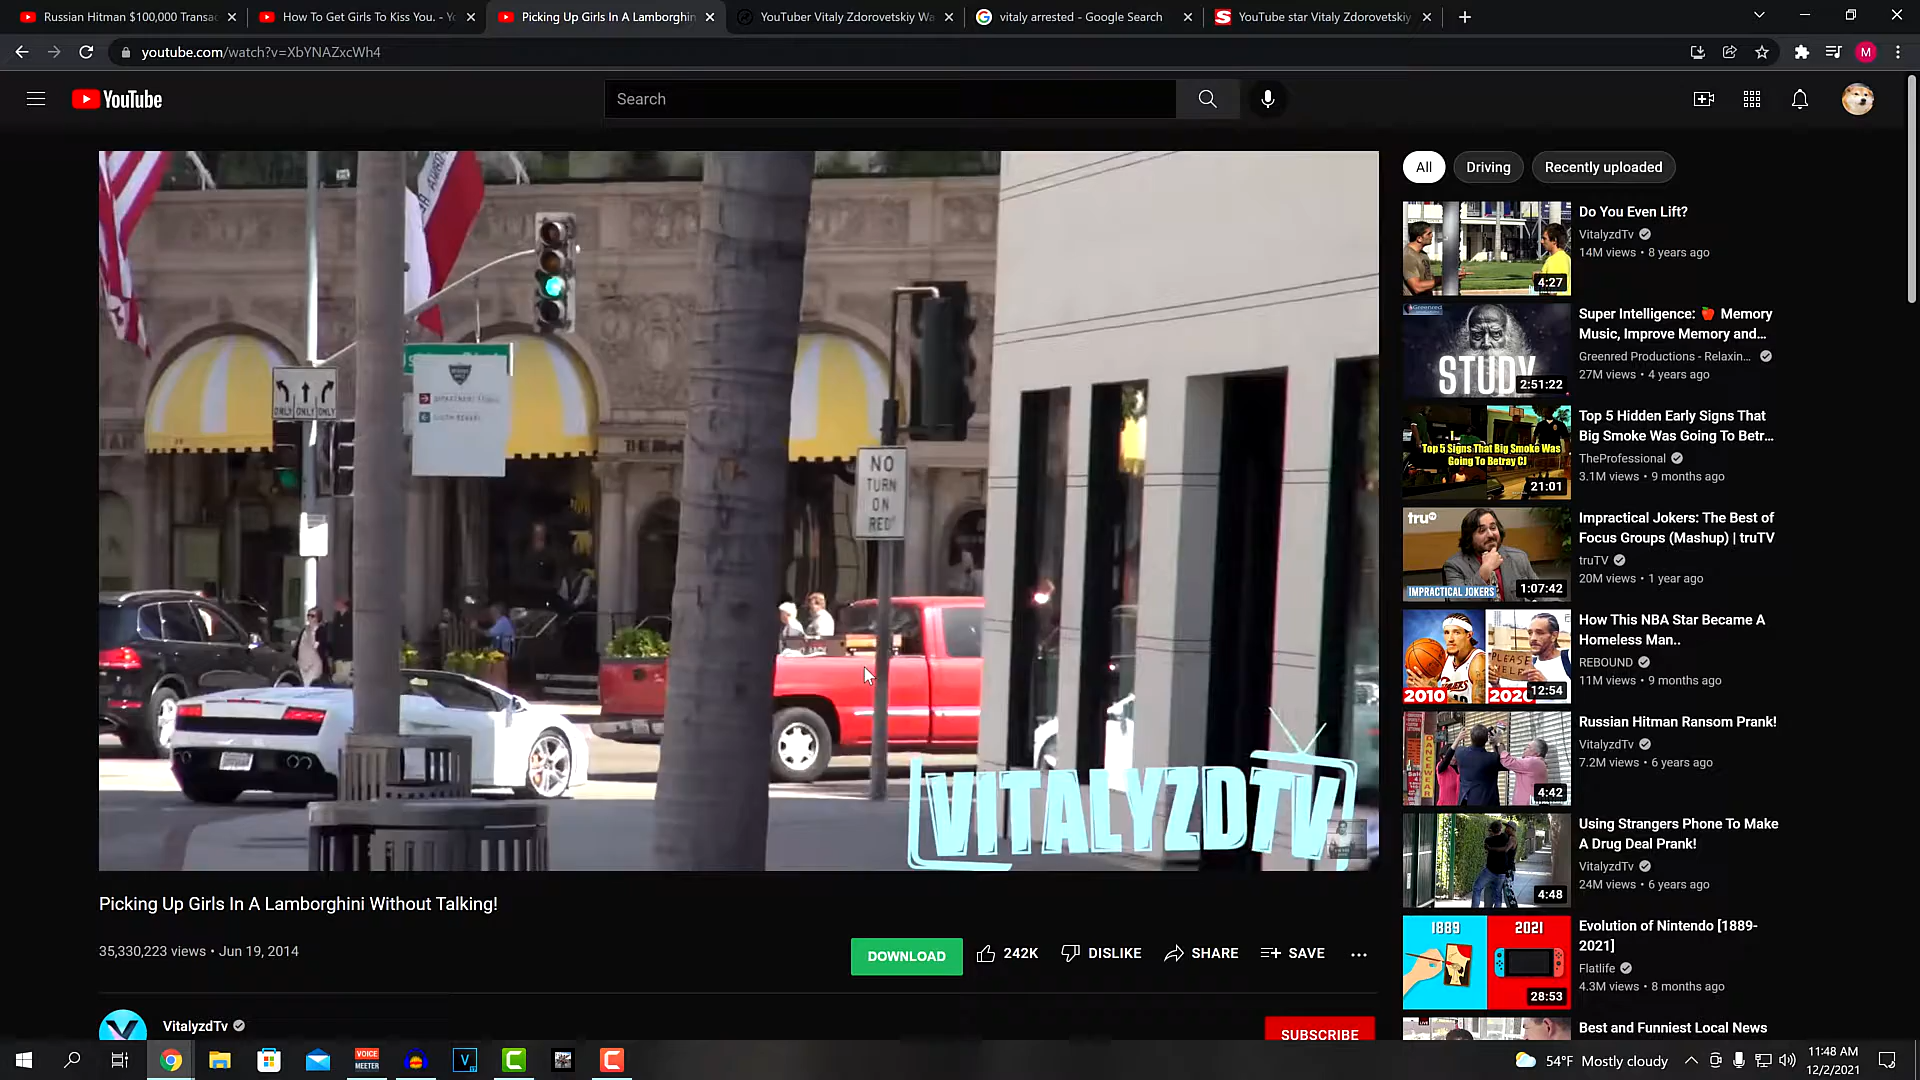 Russian Hitman $100,000 Transac
How To Get Girls To Kiss You. - Yo
Picking Up Girls In A Lamborghin
YouTuber Vitaly Zdorovetskiy Wa
vitaly arrested - Google Search
YouTube star Vitaly Zdorovetskiy
youtube.com/watch?v=XbYNAZxcWh4
M
YouTube
Search
ONLY ONLY ONLY
NO
TURN
ON
RED
VITALYZDTV
Picking Up Girls In A Lamborghini Without Talking!
35,330,223 views • Jun 19, 2014
DOWNLOAD
242K
DISLIKE
SHARE
SAVE
VitalyzdTv
SUBSCRIBE
All
Driving
Recently uploaded
4:27
Do You Even Lift?
VitalyzdTv
14M views • 8 years ago
Greenred
STUDY
2:51:22
Super Intelligence: 🍎 Memory
Music, Improve Memory and...
Greenred Productions - Relaxin...
27M views • 4 years ago
Top 5 Signs That Big Smoke Was
Going To Betray CJ
21:01
Top 5 Hidden Early Signs That
Big Smoke Was Going To Betr...
TheProfessional
3.1M views • 9 months ago
tru
IMPRACTICAL JOKERS
1:07:42
Impractical Jokers: The Best of
Focus Groups (Mashup) | truTV
truTV
20M views • 1 year ago
2010
PLEASE
HELP
2020
12:54
How This NBA Star Became A
Homeless Man..
REBOUND
11M views • 9 months ago
DANCEWEAR
4:42
Russian Hitman Ransom Prank!
VitalyzdTv
7.2M views • 6 years ago
4:48
Using Strangers Phone To Make
A Drug Deal Prank!
VitalyzdTv
24M views • 6 years ago
1889
2021
28:53
Evolution of Nintendo [1889-
2021]
Flatlife
4.3M views • 8 months ago
Best and Funniest Local News
VOICE
MEETER
V
54°F Mostly cloudy
11:48 AM
12/2/2021